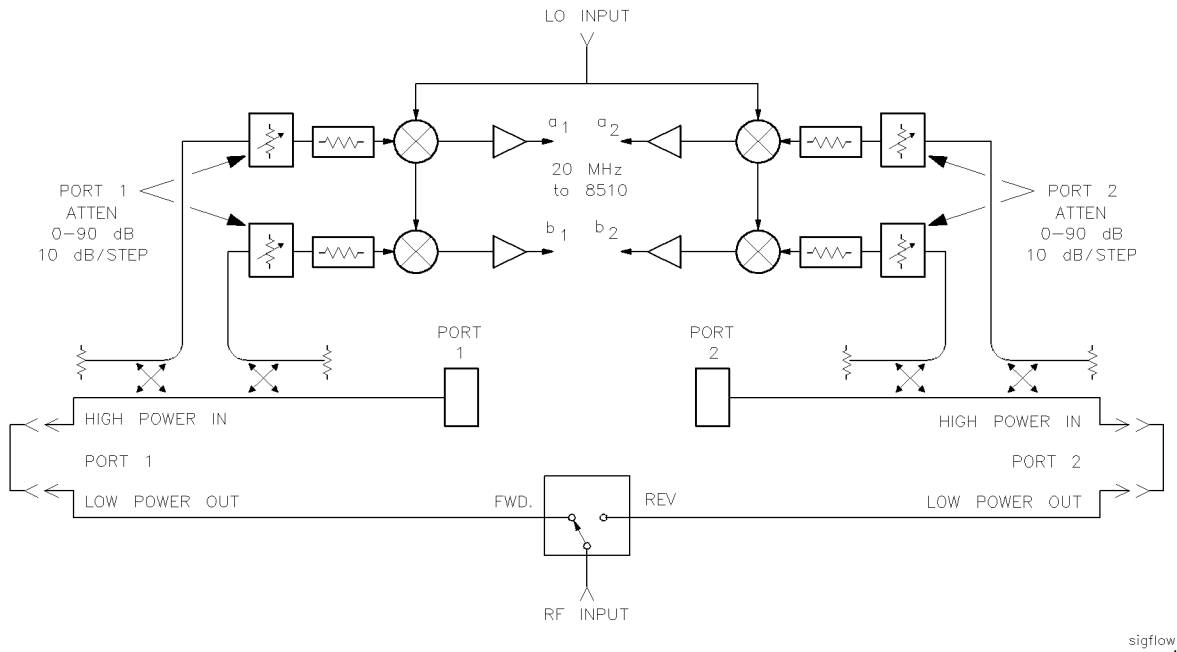 LO INPUT
a1 a2
20 MHz
to 8510
PORT 1
ATTEN
0-90 dB
10 dB/STEP
PORT 2
ATTEN
0-90 dB
10 dB/STEP
b1 b2
PORT
1
PORT
2
HIGH POWER IN
HIGH POWER IN
PORT 1
PORT 2
LOW POWER OUT
FWD.
REV
LOW POWER OUT
RF INPUT
sigflow